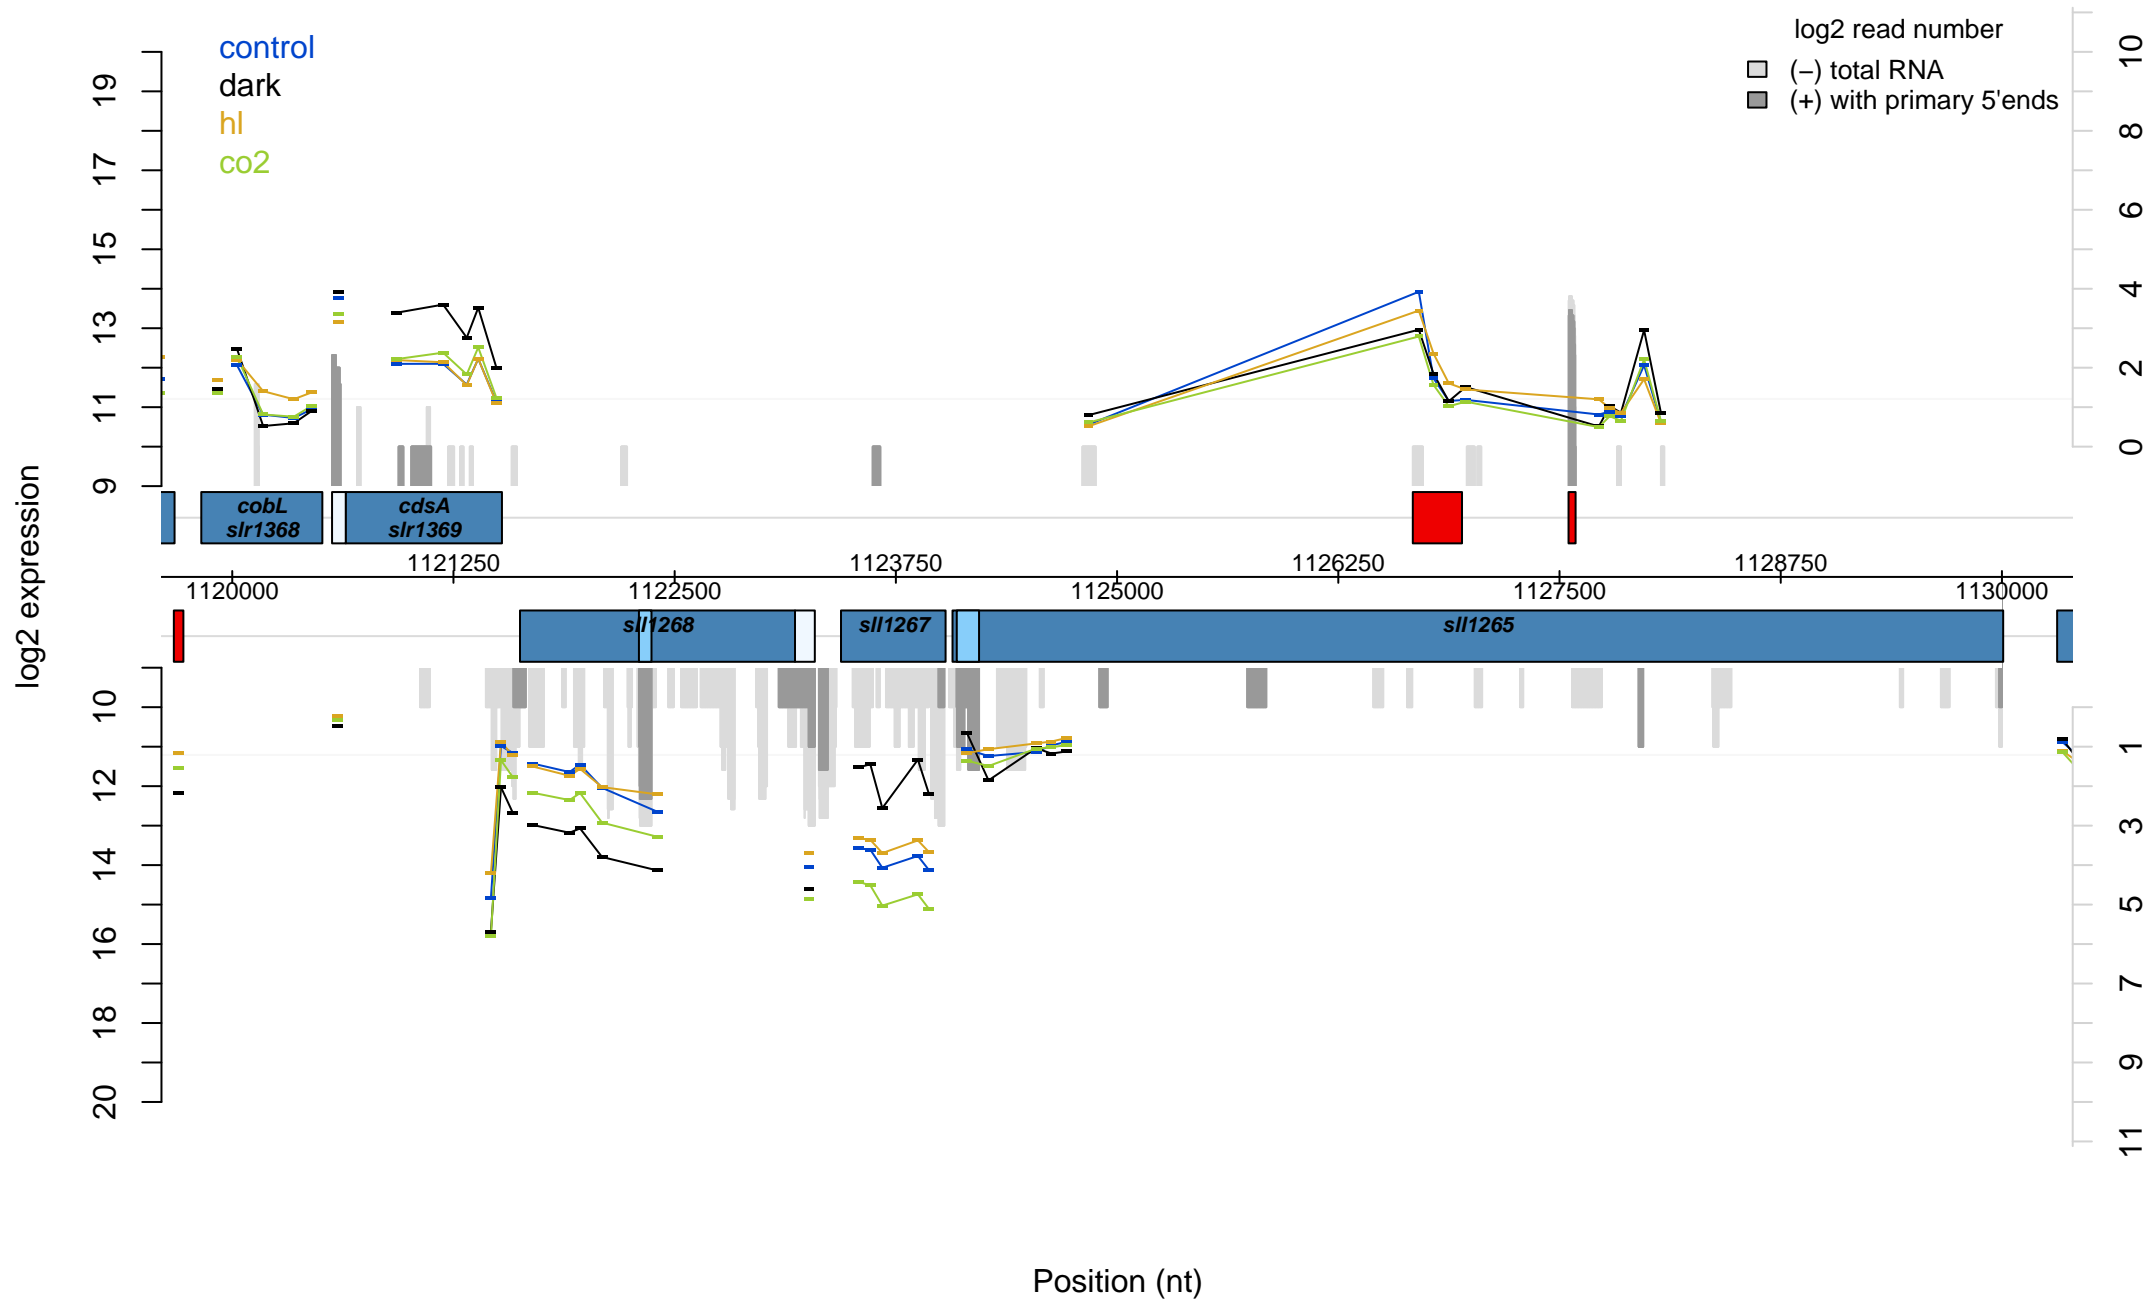 control
dark
hl
co2
log2 read number
(−) total RNA
(+) with primary 5'ends
19
17
15
13
11
9
10
8
6
4
2
0
log2 expression
cobL
slr1368
cdsA
slr1369
1121250
1123750
1126250
1128750
1120000
1122500
1125000
1127500
1130000
sll1268
sll1267
sll1265
10
12
14
16
18
20
1
3
5
7
9
11
Position (nt)